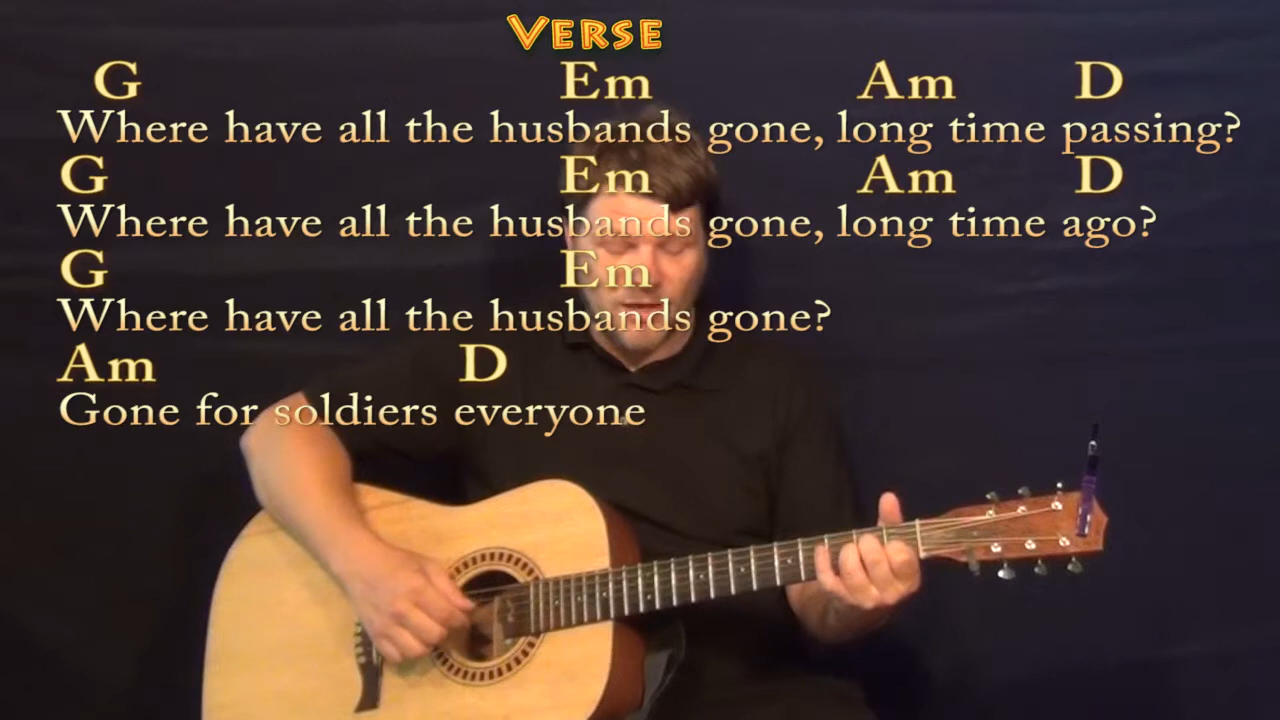 VERSE
G Em Am D
Where have all the husbands gone, long time passing?
G Em Am D
Where have all the husbands gone, long time ago?
G Em
Where have all the husbands gone?
Am D
Gone for soldiers everyone